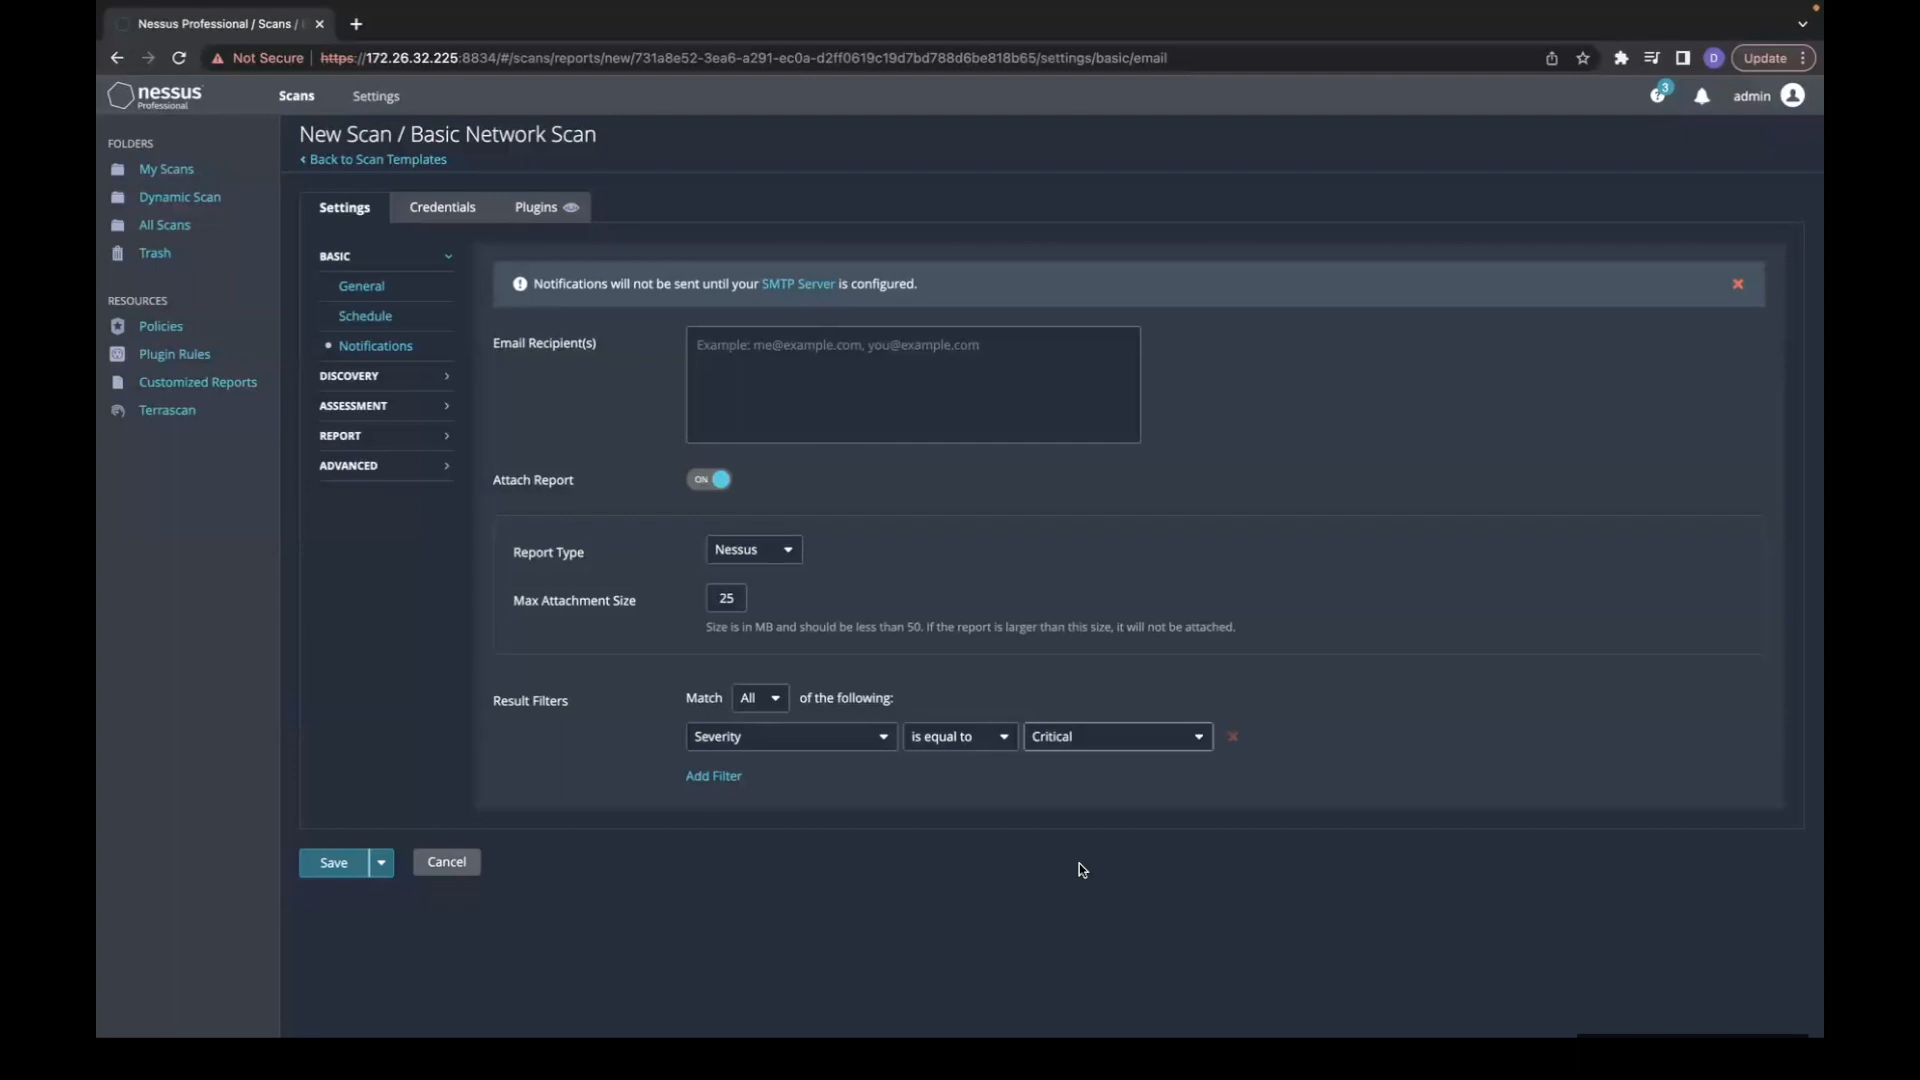 Nessus Professional / Scans /
Not Secure
https://172.26.32.225:8834/#/scans/reports/new/731a8e52-3ea6-a291-ec0a-d2ff0619c19d7bd788d6be818b65/settings/basic/email
D
Update
nessus
Professional
Scans
Settings
3
admin
FOLDERS
My Scans
Dynamic Scan
All Scans
Trash
RESOURCES
Policies
Plugin Rules
Customized Reports
Terrascan
New Scan / Basic Network Scan
Back to Scan Templates
Settings
Credentials
Plugins
BASIC
General
Schedule
Notifications
DISCOVERY
ASSESSMENT
REPORT
ADVANCED
Notifications will not be sent until your SMTP Server is configured.
Email Recipient(s)
Example: me@example.com, you@example.com
Attach Report
ON
Report Type
Nessus
Max Attachment Size
25
Size is in MB and should be less than 50. If the report is larger than this size, it will not be attached.
Result Filters
Match All of the following:
Severity
is equal to
Critical
Add Filter
Save
Cancel